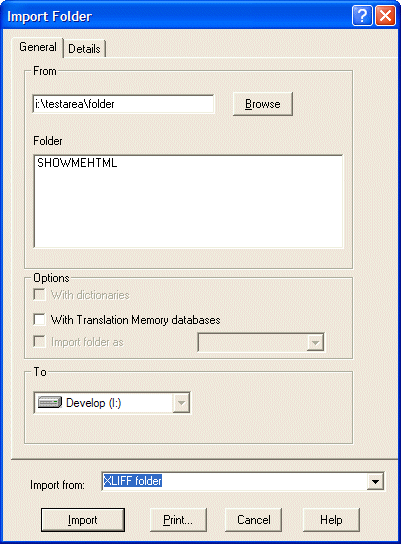 Import Folder
General
Details
From
i:\testarea\folder
Browse
Folder
SHOWMEHTML
Options
With dictionaries
With Translation Memory databases
Import folder as
To
Develop (I:)
Import from:
XLIFF folder
Import
Print...
Cancel
Help